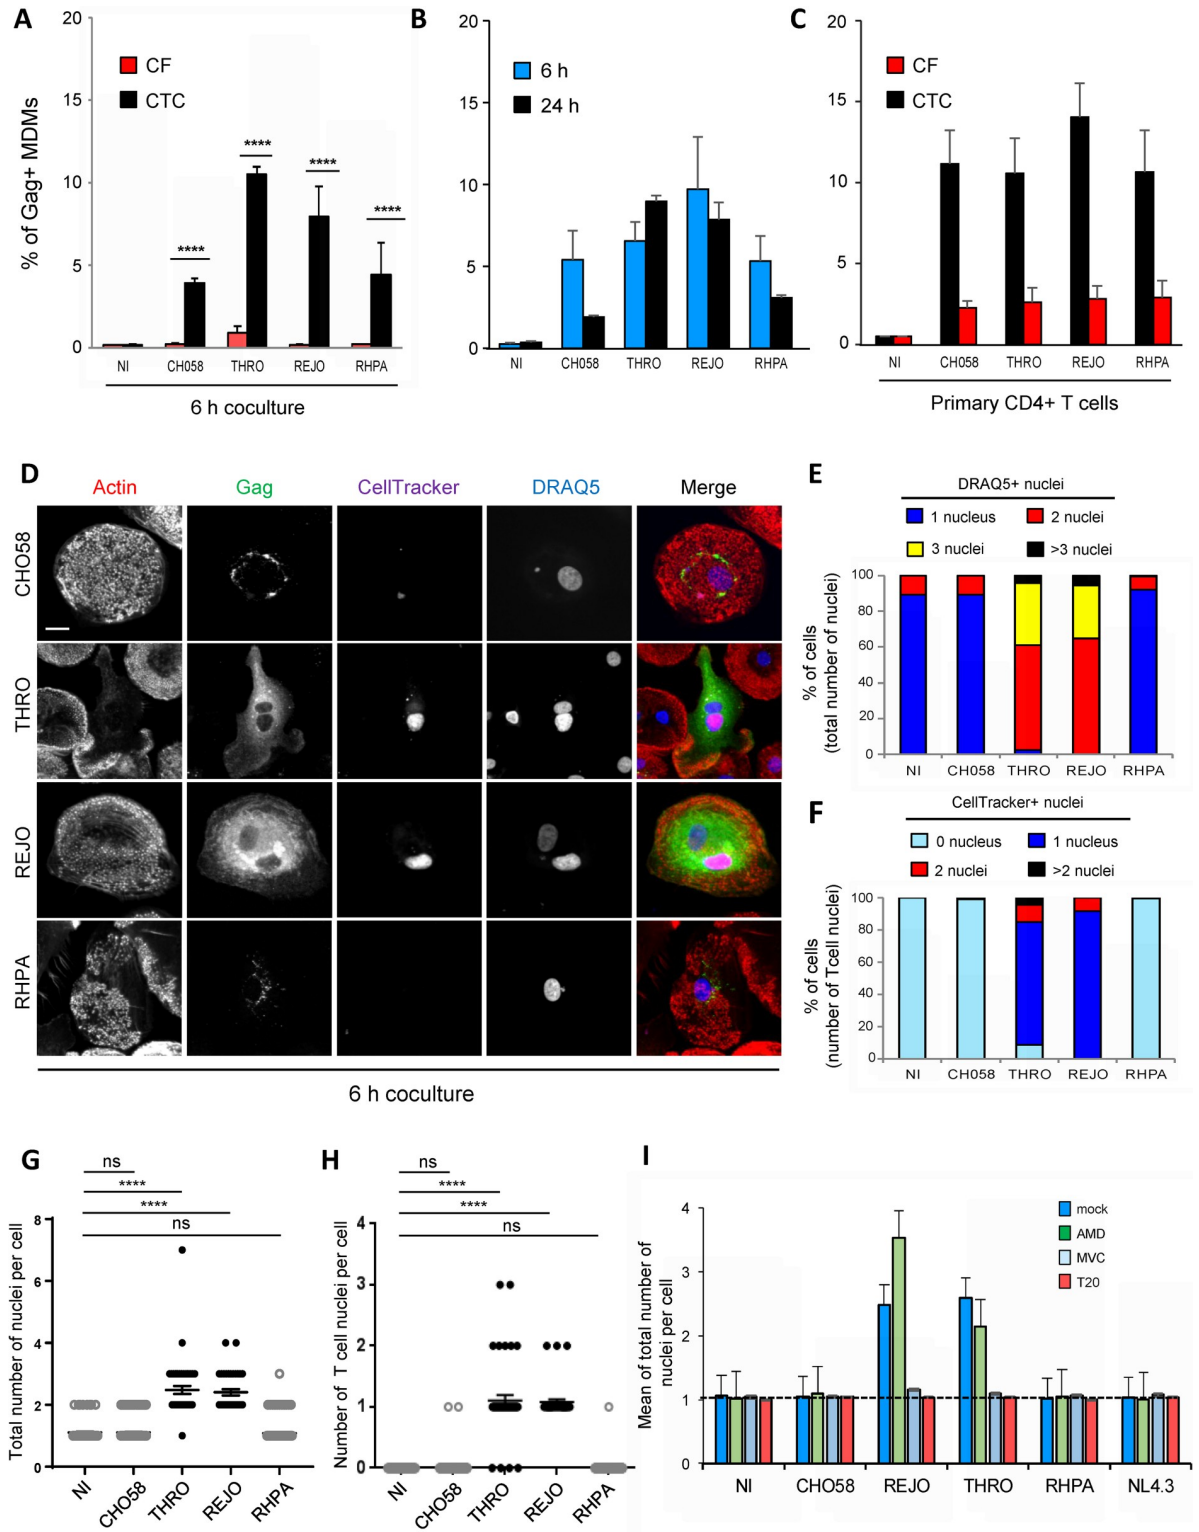 A
20
15
10
5
0
% of Gag+ MDMs
CF
CTC
****
****
****
****
NI
CH058
THRO
REJO
RHPA
6 h coculture
B
20
15
10
5
0
6 h
24 h
NI
CH058
THRO
REJO
RHPA
C
20
15
10
5
0
CF
CTC
NI
CH058
THRO
REJO
RHPA
Primary CD4+ T cells
D
Actin
Gag
CellTracker
DRAQ5
Merge
CHO58
THRO
REJO
RHPA
6 h coculture
E
DRAQ5+ nuclei
1 nucleus
2 nuclei
3 nuclei
>3 nuclei
% of cells
(total number of nuclei)
100
80
60
40
20
0
NI
CH058
THRO
REJO
RHPA
F
CellTracker+ nuclei
0 nucleus
1 nuclei
2 nuclei
>2 nuclei
% of cells
(number of Tcell nuclei)
100
80
60
40
20
0
NI
CH058
THRO
REJO
RHPA
G
ns
****
****
ns
Total number of nuclei per cell
8
6
4
2
0
NI
CHO58
THRO
REJO
RHPA
H
ns
****
****
ns
Number of T cell nuclei per cell
4
3
2
1
0
NI
CHO58
THRO
REJO
RHPA
I
Mean of total number of
nuclei per cell
4
3
2
1
0
mock
AMD
MVC
T20
NI
CHO58
REJO
THRO
RHPA
NL4.3